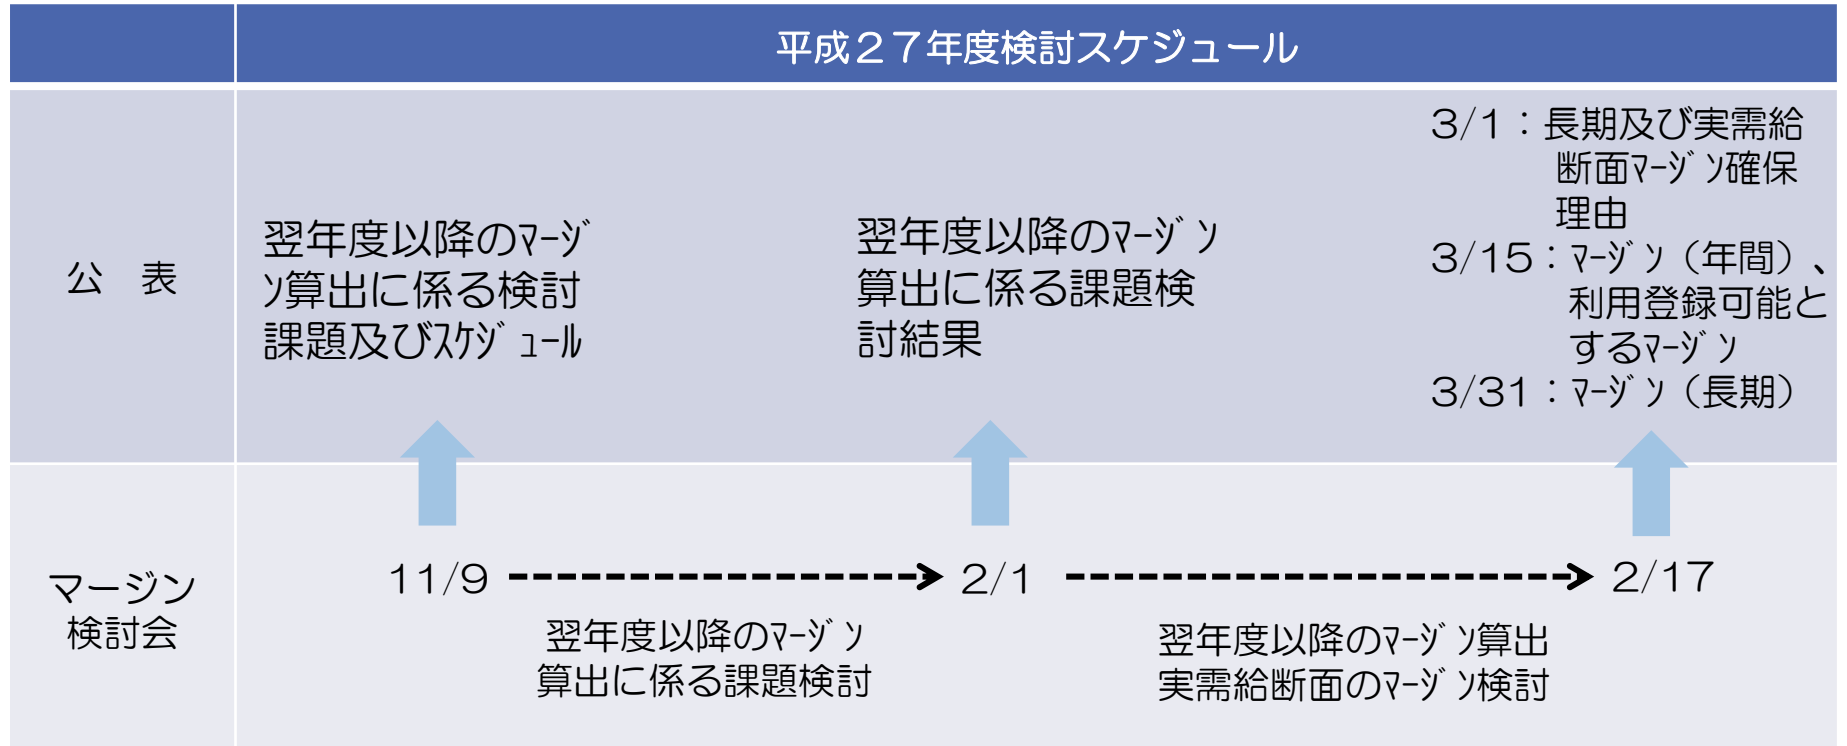 平成２７年度検討スケジュール
公　表
翌年度以降のﾏｰｼﾞ
ﾝ算出に係る検討
課題及びｽｹｼﾞｭｰﾙ
翌年度以降のﾏｰｼﾞﾝ
算出に係る課題検
討結果
３/１：長期及び実需給
断面ﾏｰｼﾞﾝ確保
理由
３/１５：ﾏｰｼﾞﾝ（年間）、
利用登録可能と
するﾏｰｼﾞﾝ
３/３１：ﾏｰｼﾞﾝ（長期）
マージン
検討会
１１/９
２/１
２/１７
翌年度以降のﾏｰｼﾞﾝ
算出に係る課題検討
翌年度以降のﾏｰｼﾞﾝ算出
実需給断面のﾏｰｼﾞﾝ検討